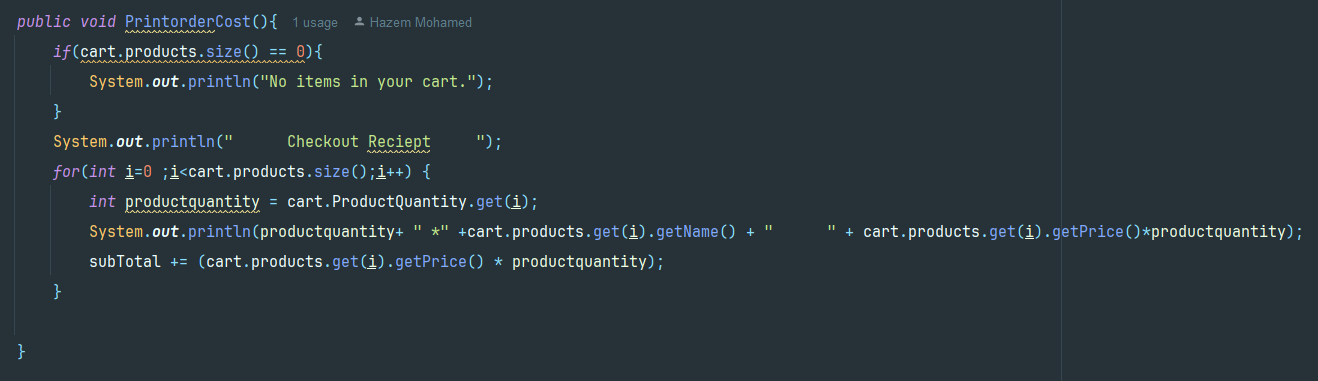 public void PrintorderCost(){ 1 usage Hazem Mohamed
    if(cart.products.size() == 0){
        System.out.println("No items in your cart.");
    }
    System.out.println("      Checkout Reciept     ");
    for(int i=0 ;i<cart.products.size();i++) {
        int productquantity = cart.ProductQuantity.get(i);
        System.out.println(productquantity+ " *" +cart.products.get(i).getName() + "      " + cart.products.get(i).getPrice()*productquantity);
        subTotal += (cart.products.get(i).getPrice() * productquantity);
    }
}